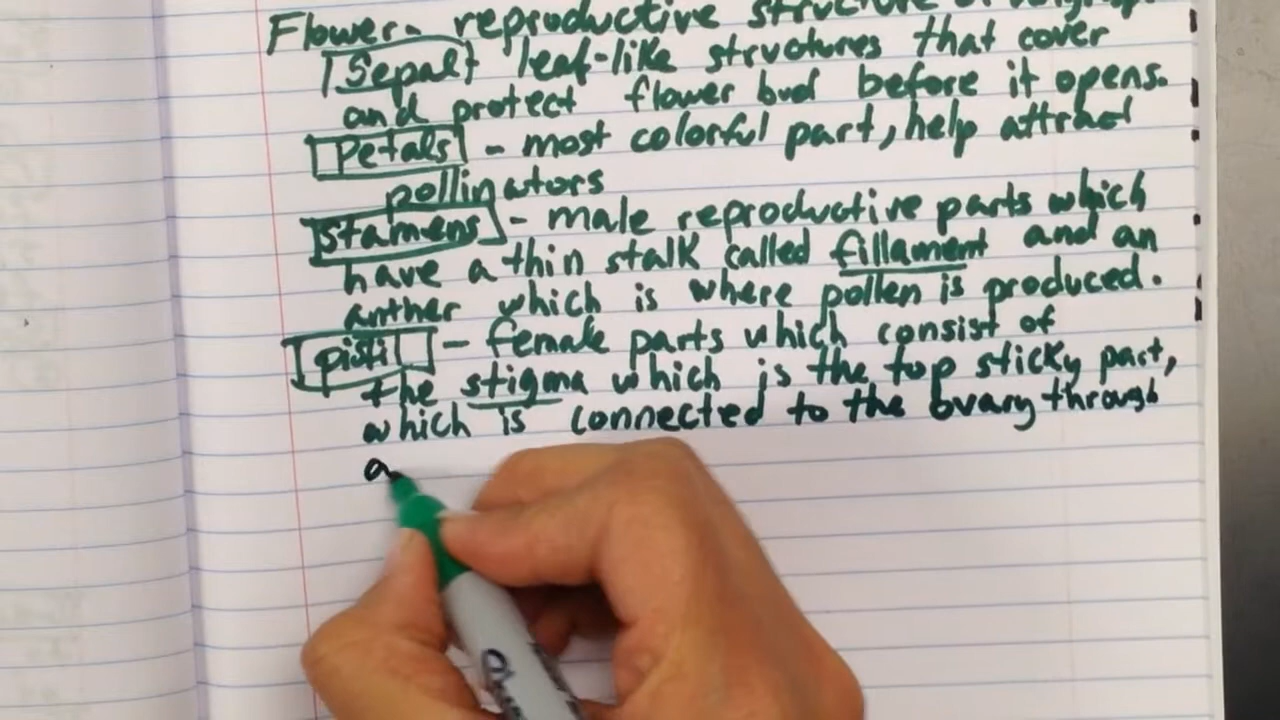 Flower - reproductive structure
Sepal leaf-like structures that cover
and protect flower bud before it opens.
Petals - most colorful part, help attract
pollinators
stamens - male reproductive parts which
have a thin stalk called fillament and an
anther which is where pollen is produced.
pistil - female parts which consist of
the stigma which is the top sticky part,
which is connected to the ovary through
a